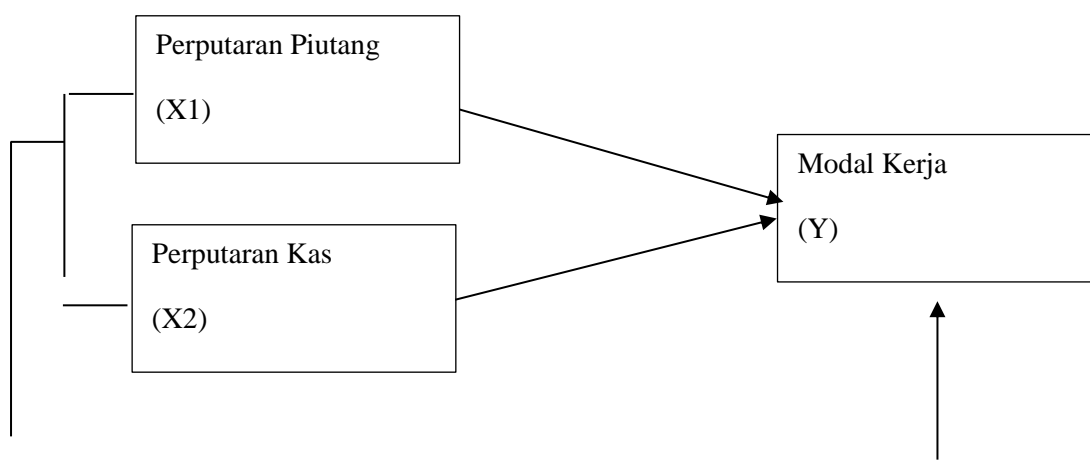 Perputaran Piutang
(X1)
Modal Kerja
(Y)
Perputaran Kas
(X2)